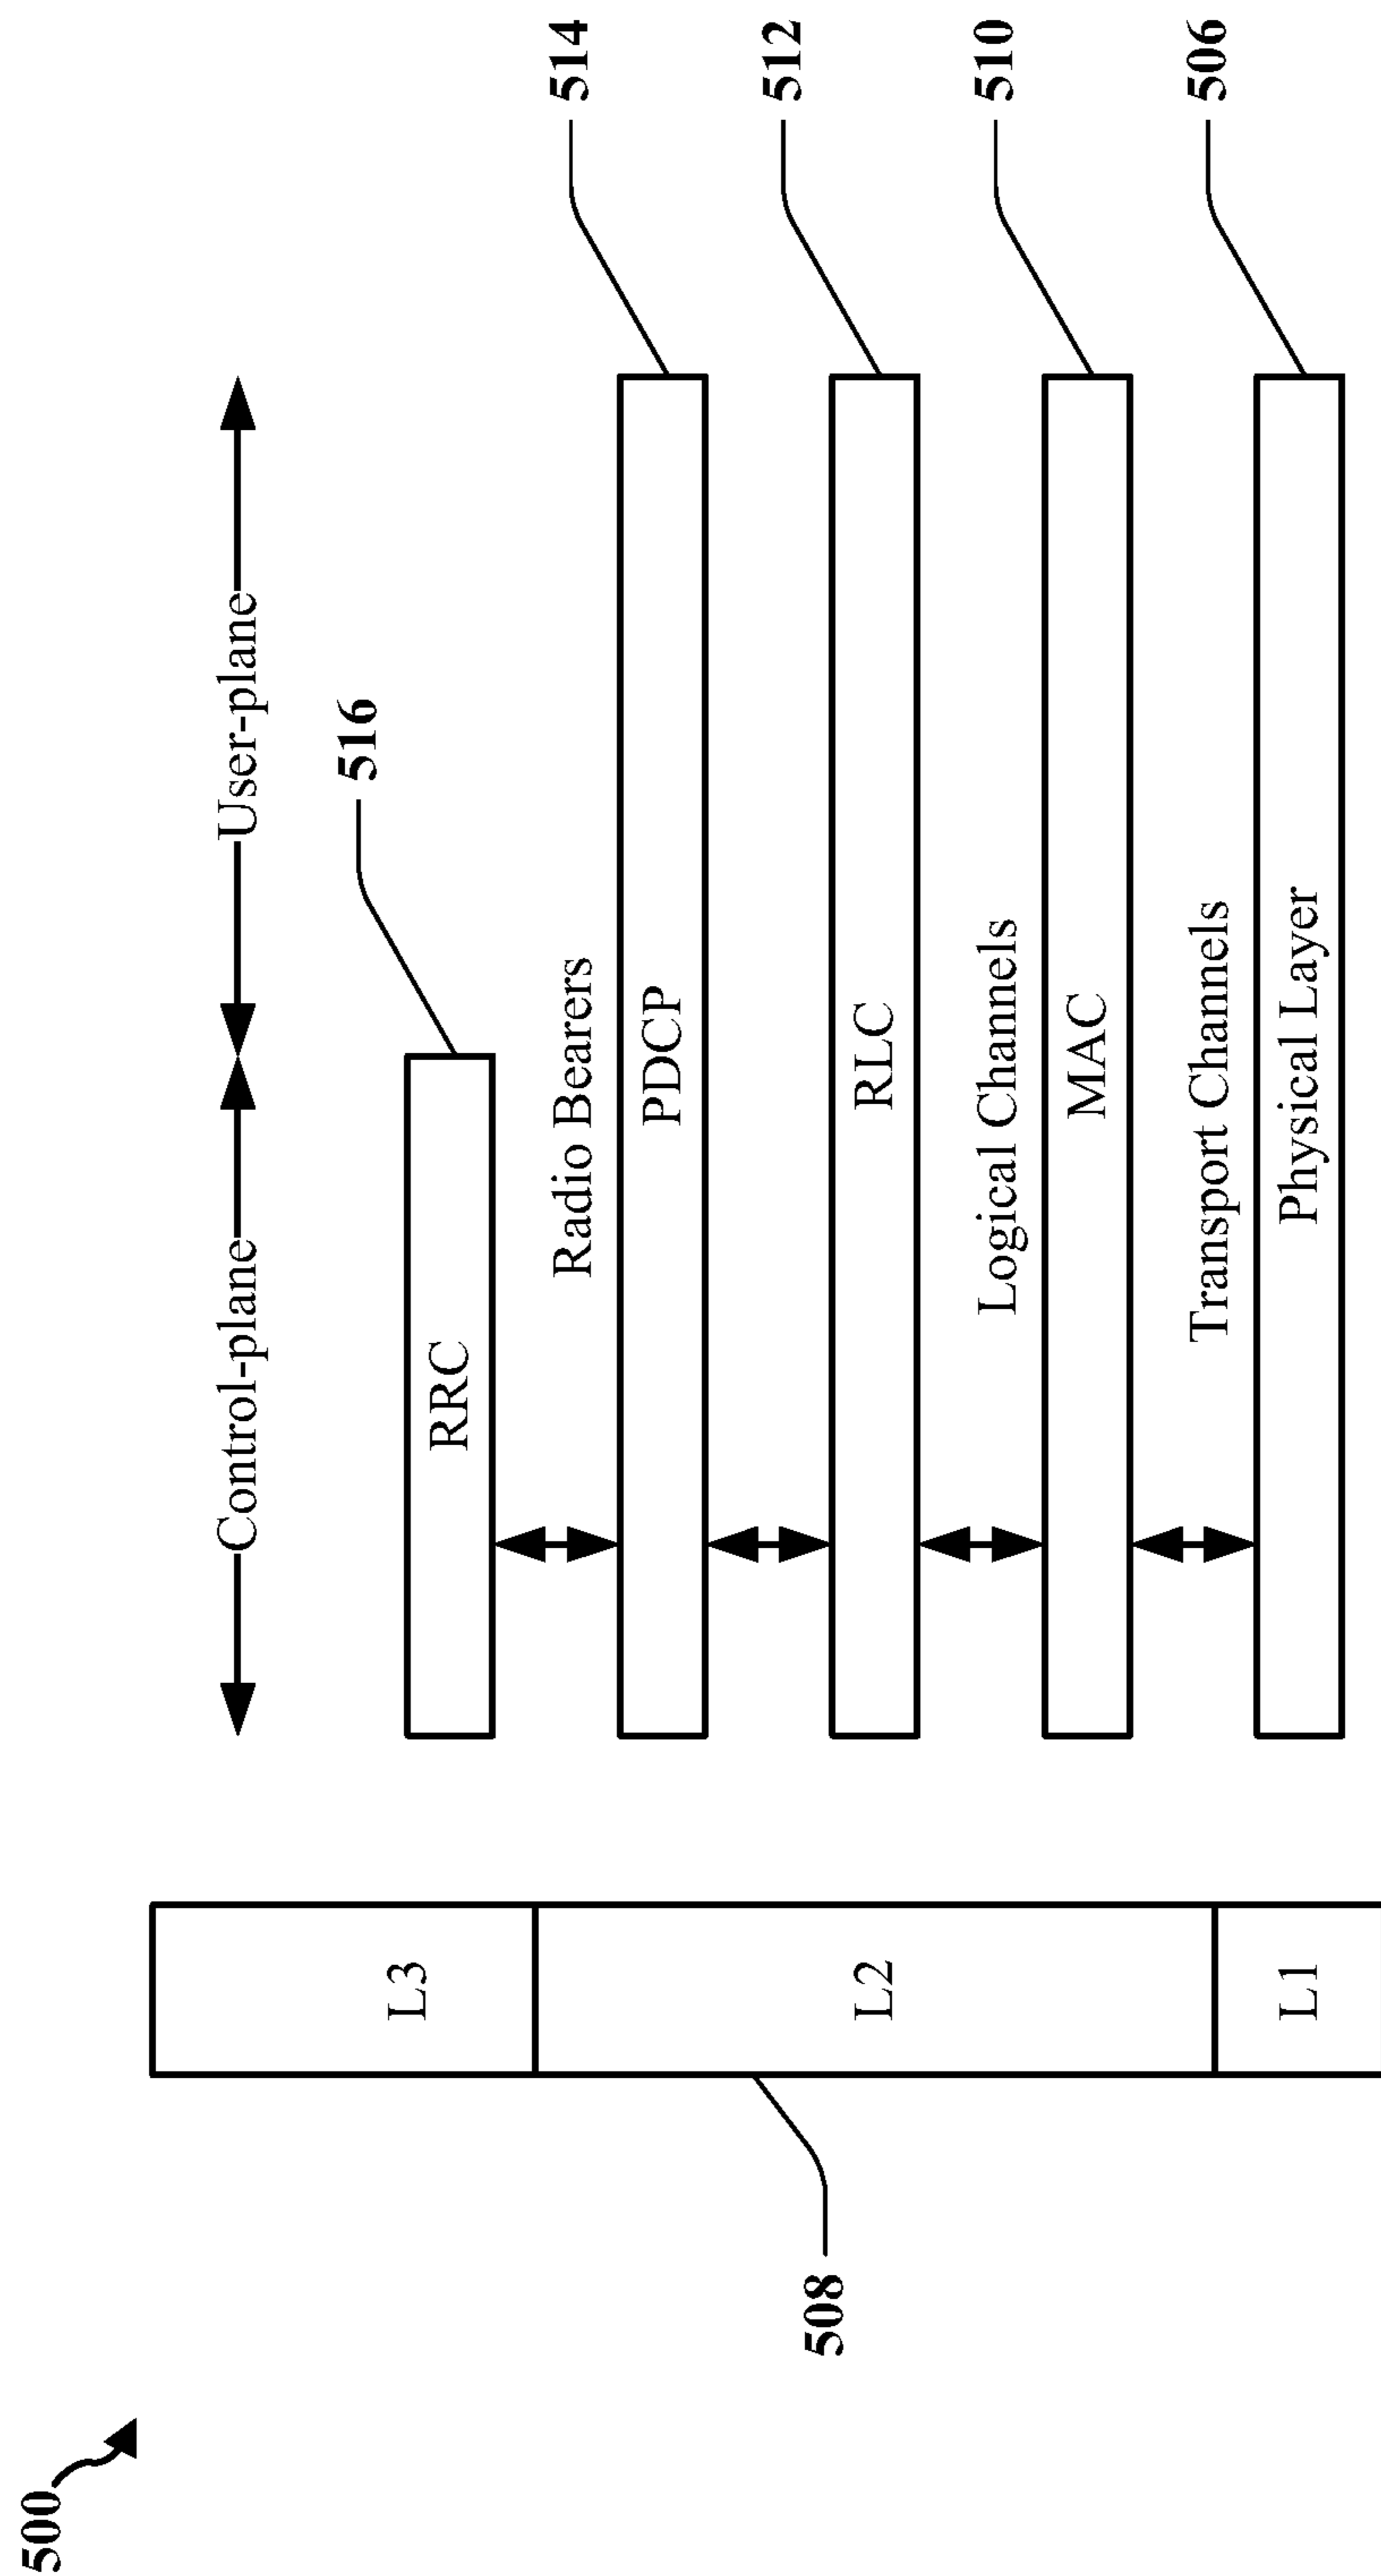 500
Control-plane
User-plane
516
RRC
L3
Radio Bearers
514
PDCP
512
RLC
L2
508
Logical Channels
510
MAC
Transport Channels
506
Physical Layer
L1